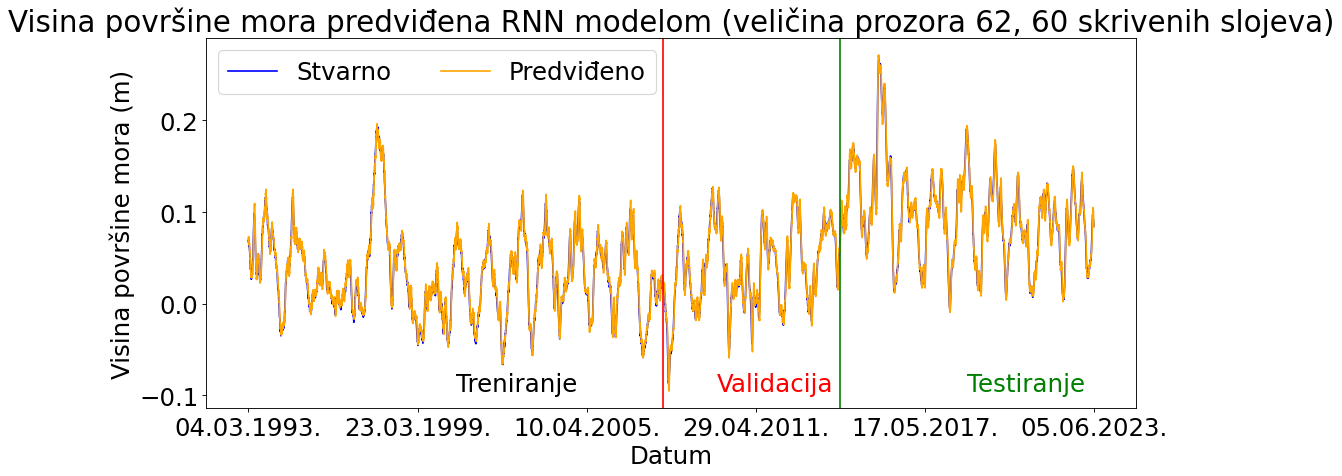 Visina površine mora predviđena RNN modelom (veličina prozora 62, 60 skrivenih slojeva)
Stvarno
Predviđeno
Visina površine mora (m)
0.2
0.1
0.0
−0.1
Treniranje
Validacija
Testiranje
04.03.1993.
23.03.1999.
10.04.2005.
29.04.2011.
17.05.2017.
05.06.2023.
Datum